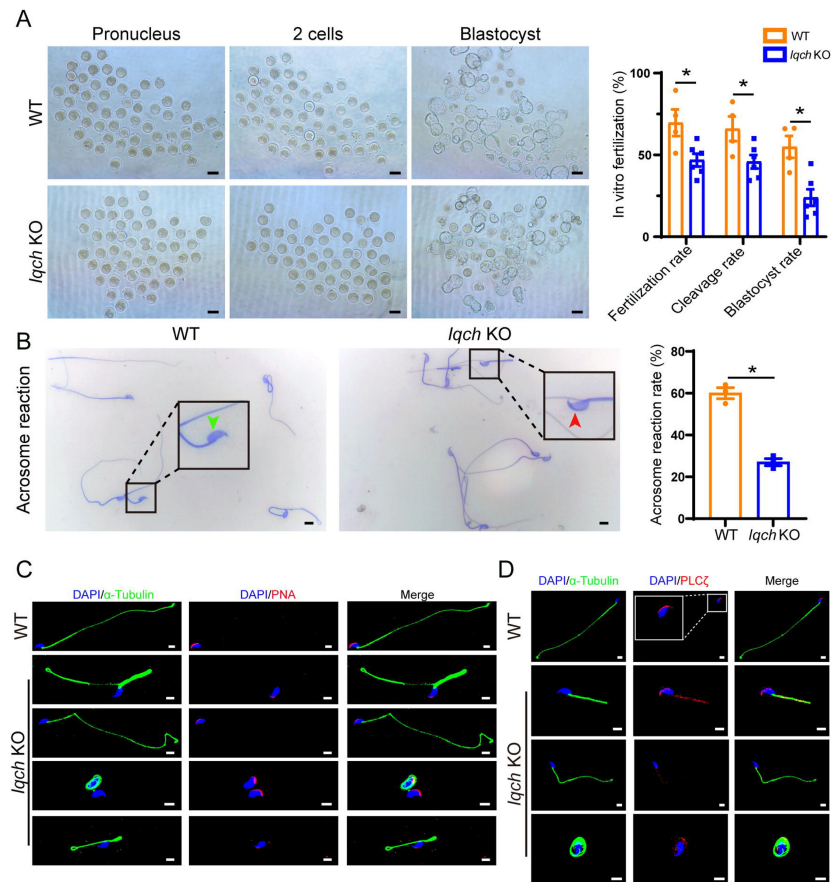 A
Pronucleus
2 cells
Blastocyst
WT
Iqch KO
WT
Iqch KO
In vitro fertilization (%)
100
50
0
*
*
*
Fertilization rate
Cleavage rate
Blastocyst rate
B
WT
Iqch KO
Acrosome reaction
Acrosome reaction rate (%)
80
60
40
20
0
*
WT
Iqch KO
C
DAPI/α-Tubulin
DAPI/PNA
Merge
WT
Iqch KO
D
DAPI/α-Tubulin
DAPI/PLCζ
Merge
WT
Iqch KO